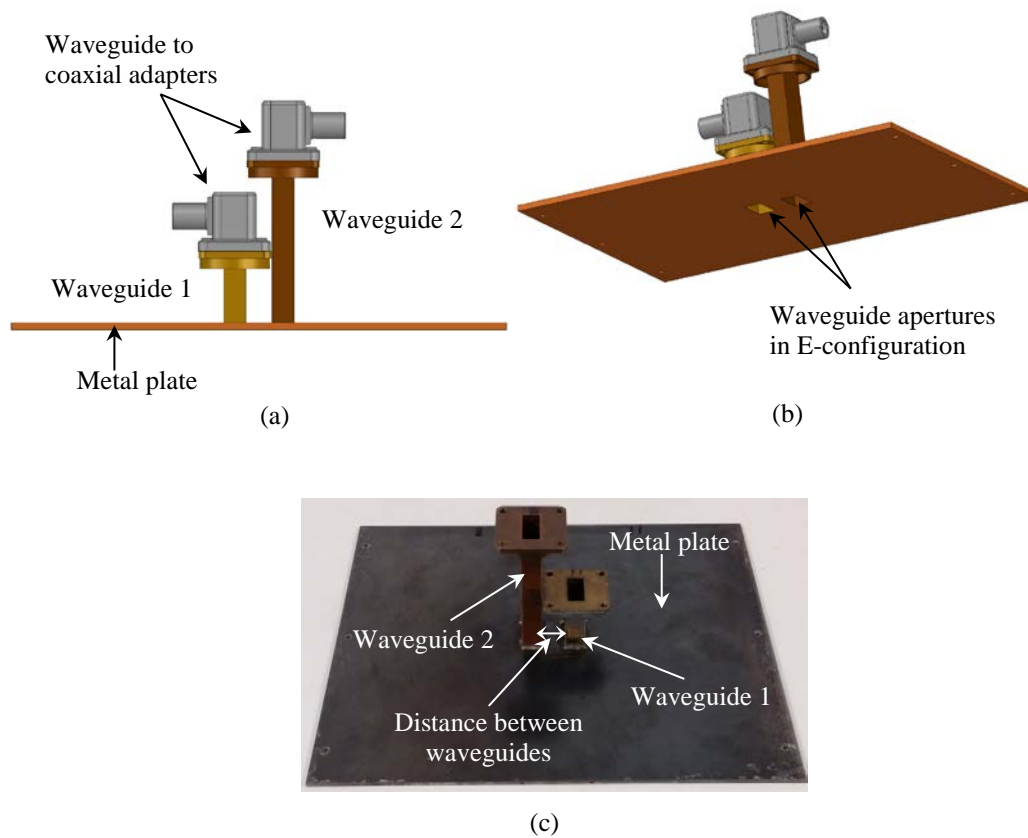 Waveguide to
coaxial adapters
Waveguide 2
Waveguide 1
Metal plate
(a)
Waveguide apertures
in E-configuration
(b)
Metal plate
Waveguide 2
Waveguide 1
Distance between
waveguides
(c)